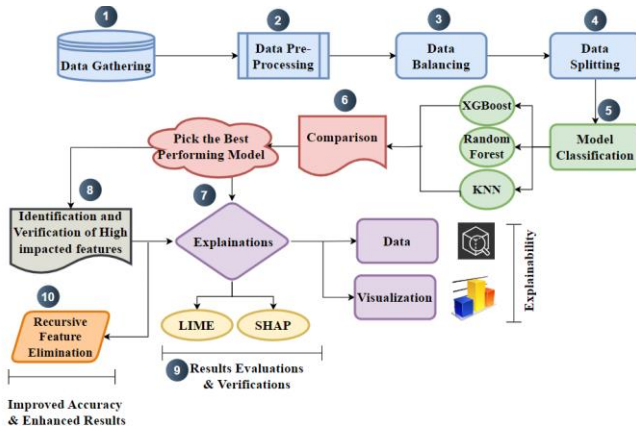 1
Data Gathering
2
Data Pre-
Processing
3
Data
Balancing
4
Data
Splitting
5
Model
Classification
XGBoost
Random
Forest
KNN
6
Comparison
Pick the Best
Performing Model
7
Explainations
8
Identification and
Verification of High
impacted features
Data
Visualization
Explainability
LIME
SHAP
9
Results Evaluations
& Verifications
10
Recursive
Feature
Elimination
Improved Accuracy
& Enhanced Results